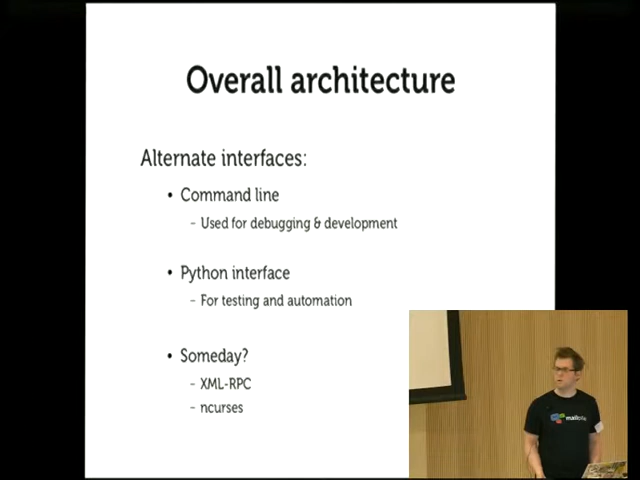 Overall architecture
Alternate interfaces:
• Command line
– Used for debugging & development
• Python interface
– For testing and automation
• Someday?
– XML-RPC
– ncurses